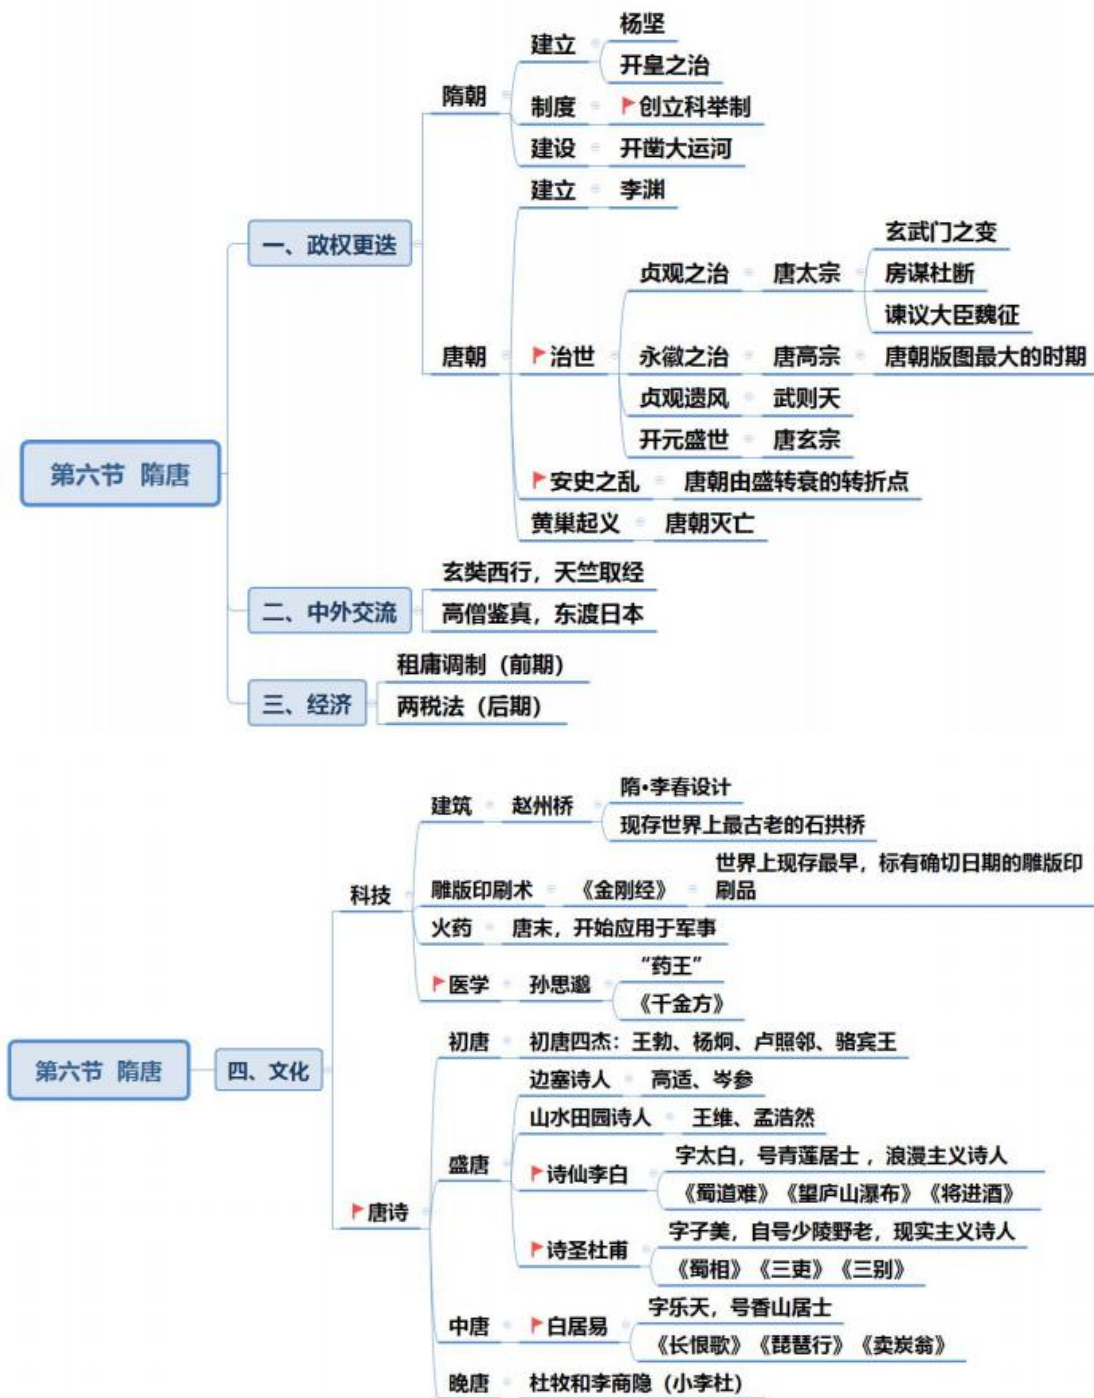 第六节 隋唐
一、政权更迭
隋朝
建立
杨坚
开皇之治
制度
创立科举制
建设
开凿大运河
唐朝
建立
李渊
治世
贞观之治
唐太宗
玄武门之变
房谋杜断
谏议大臣魏征
永徽之治
唐高宗
唐朝版图最大的时期
贞观遗风
武则天
开元盛世
唐玄宗
安史之乱
唐朝由盛转衰的转折点
黄巢起义
唐朝灭亡
二、中外交流
玄奘西行，天竺取经
高僧鉴真，东渡日本
三、经济
租庸调制（前期）
两税法（后期）
第六节 隋唐
四、文化
科技
建筑
赵州桥
隋·李春设计
现存世界上最古老的石拱桥
雕版印刷术
《金刚经》
世界上现存最早，标有确切日期的雕版印
刷品
火药
唐末，开始应用于军事
医学
孙思邈
“药王”
《千金方》
唐诗
初唐
初唐四杰：王勃、杨炯、卢照邻、骆宾王
盛唐
边塞诗人
高适、岑参
山水田园诗人
王维、孟浩然
诗仙李白
字太白，号青莲居士，浪漫主义诗人
《蜀道难》《望庐山瀑布》《将进酒》
诗圣杜甫
字子美，自号少陵野老，现实主义诗人
《蜀相》《三吏》《三别》
中唐
白居易
字乐天，号香山居士
《长恨歌》《琵琶行》《卖炭翁》
晚唐
杜牧和李商隐（小李杜）